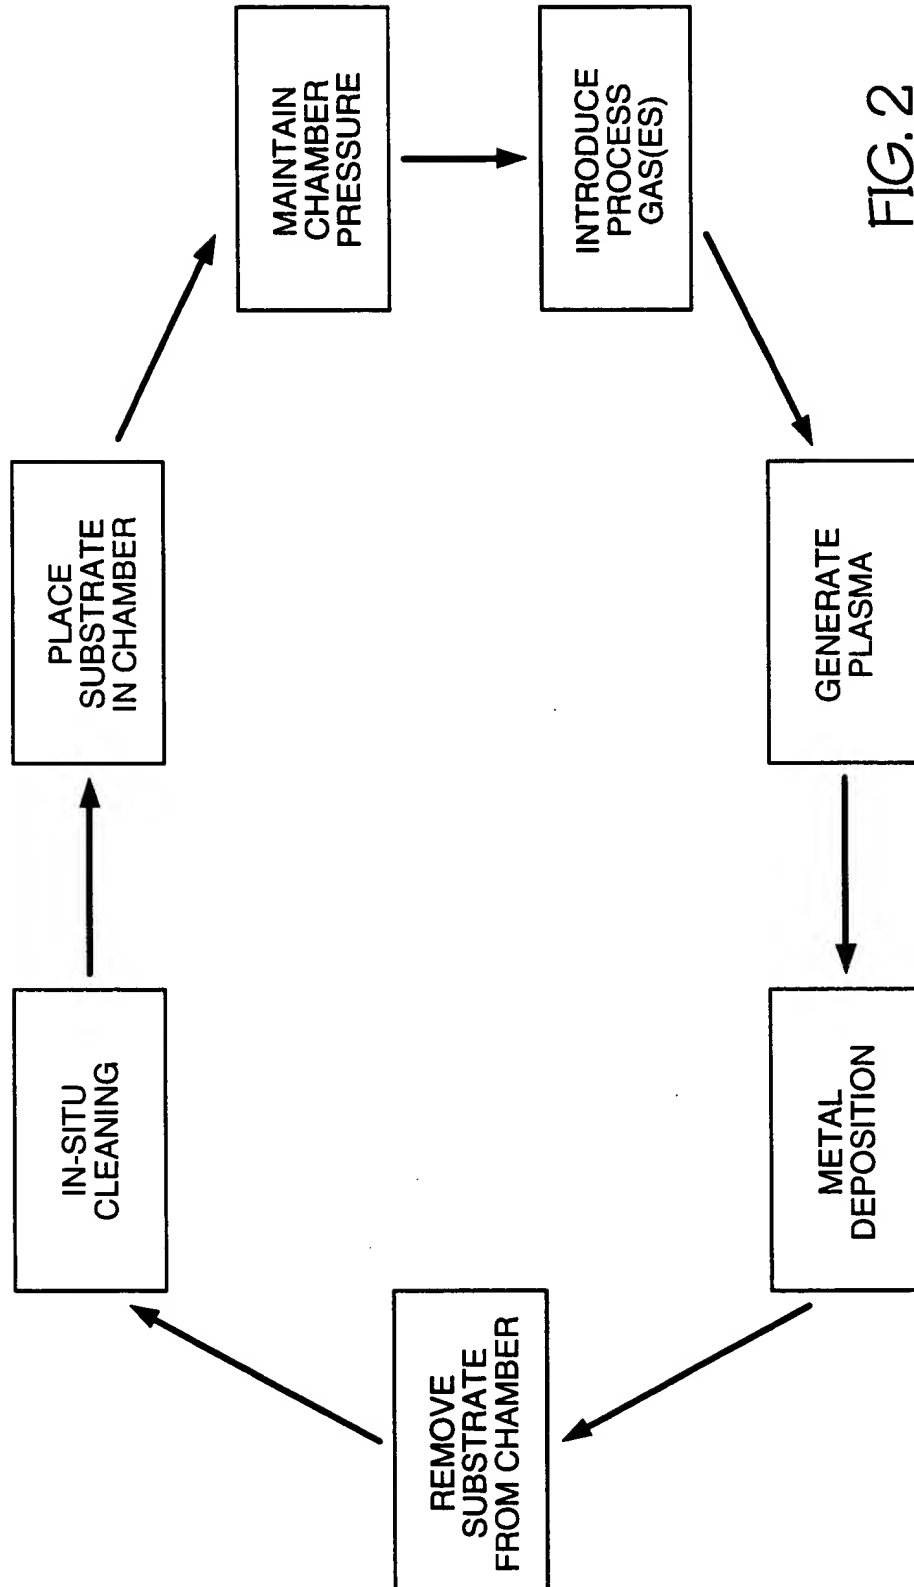 IN-SITU
CLEANING
PLACE
SUBSTRATE
IN CHAMBER
MAINTAIN
CHAMBER
PRESSURE
INTRODUCE
PROCESS
GAS(ES)
GENERATE
PLASMA
METAL
DEPOSITION
REMOVE
SUBSTRATE
FROM CHAMBER
FIG. 2